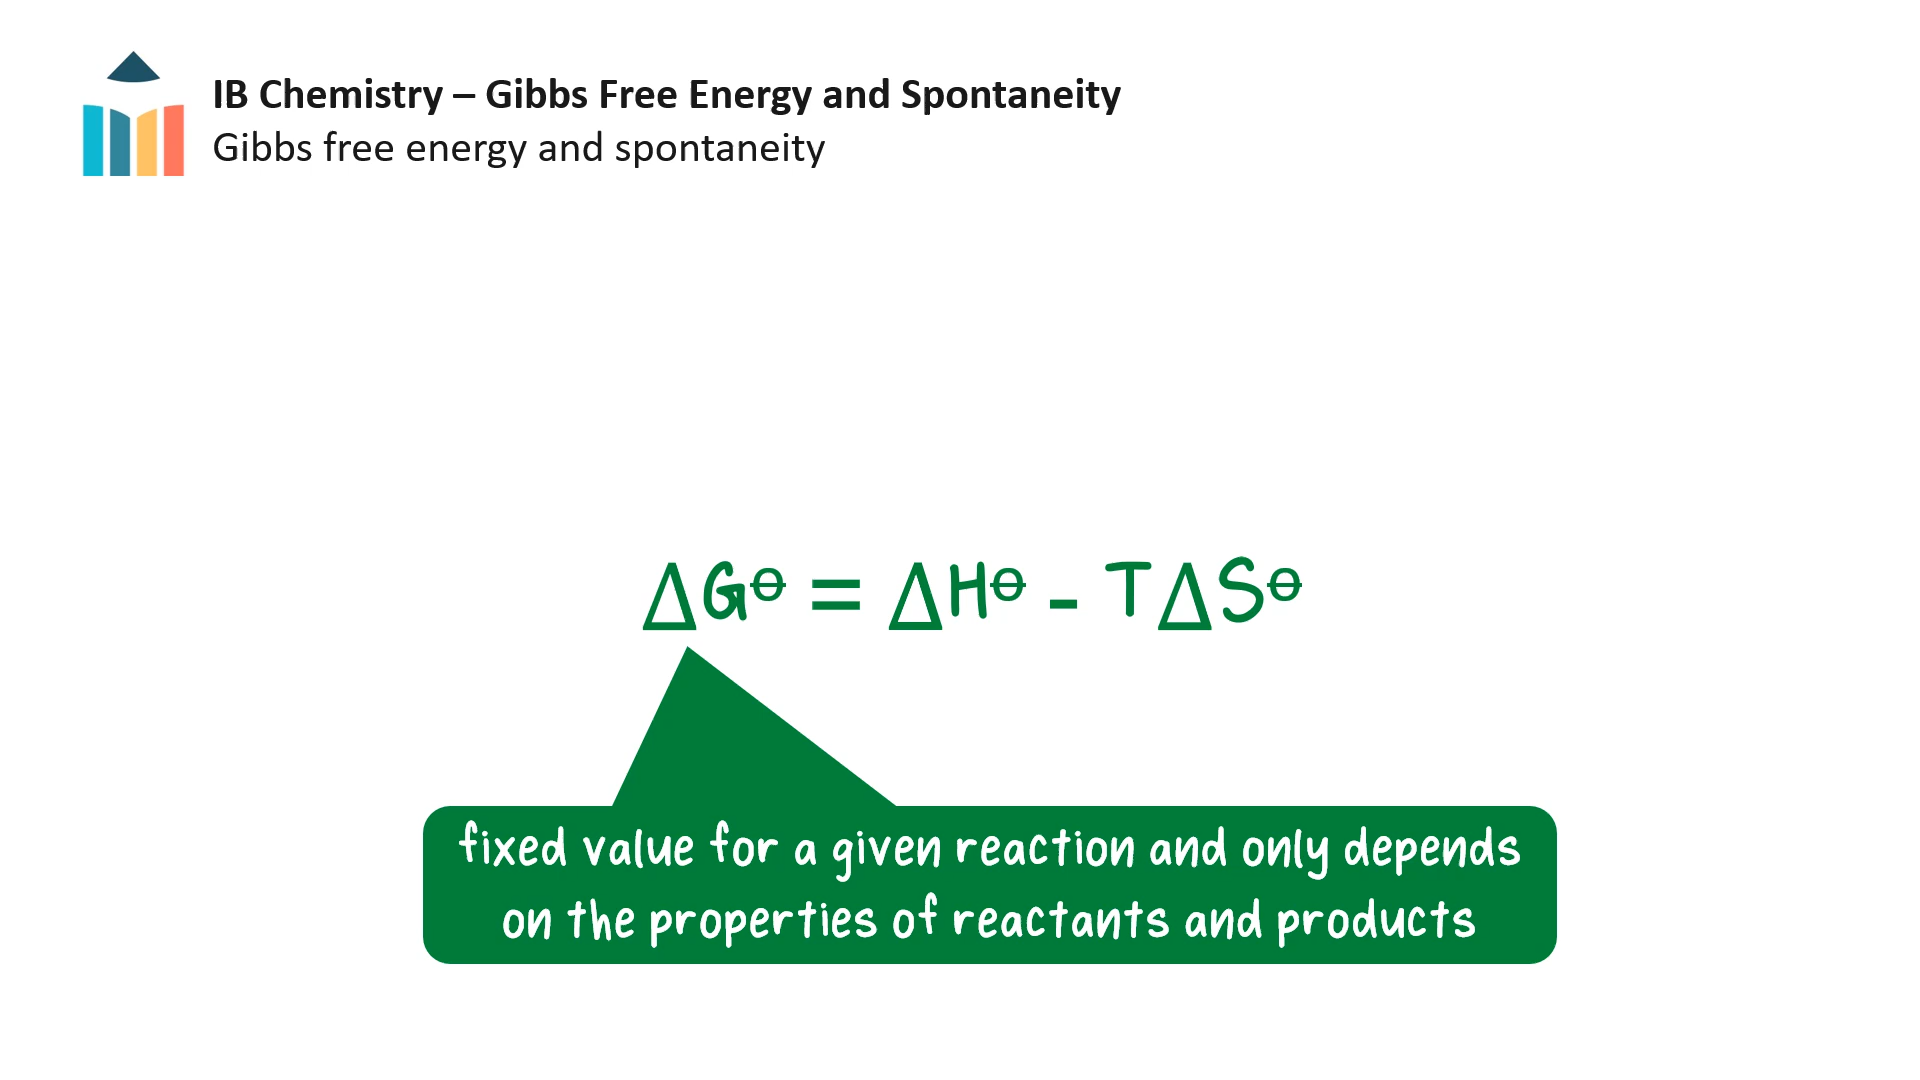 IB Chemistry – Gibbs Free Energy and Spontaneity
Gibbs free energy and spontaneity
ΔG⦵ = ΔH⦵ - TΔS⦵
fixed value for a given reaction and only depends
on the properties of reactants and products